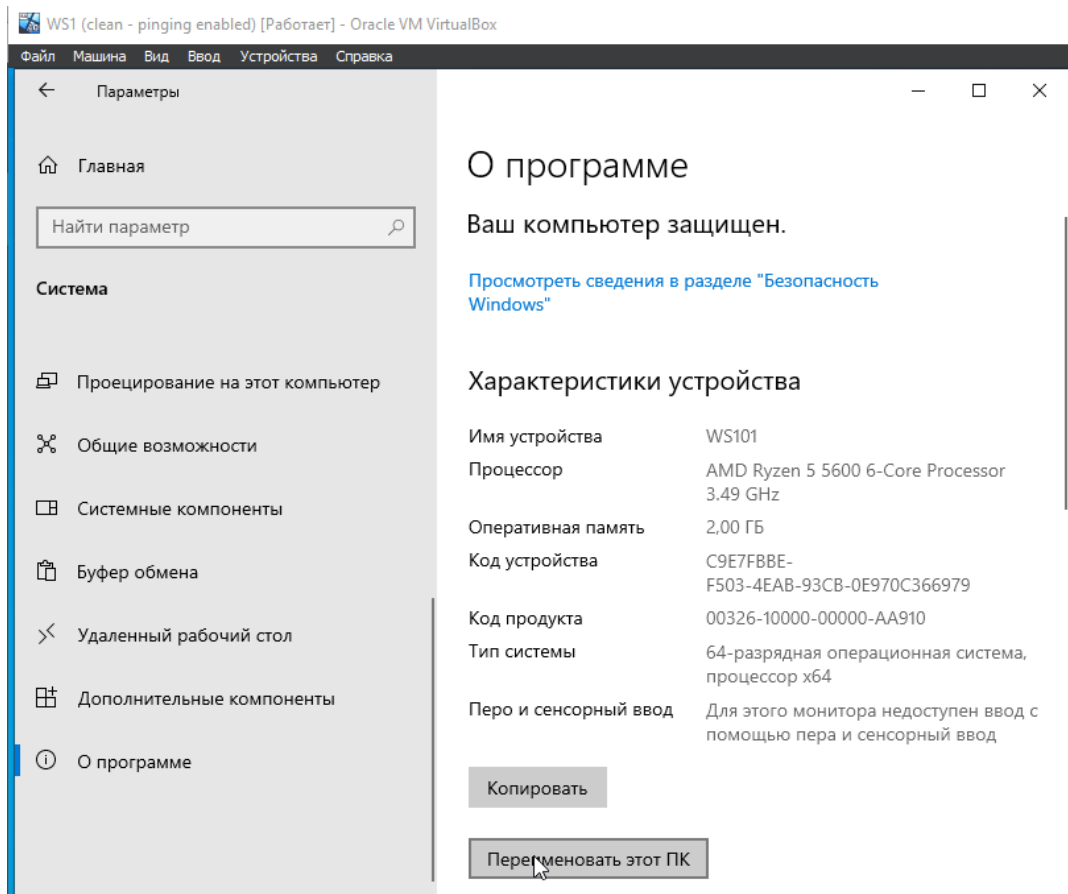 WS1 (clean - pinging enabled) [Работает] - Oracle VM VirtualBox
Файл Машина Вид Ввод Устройства Справка
Параметры
Главная
Найти параметр
Система
Проецирование на этот компьютер
Общие возможности
Системные компоненты
Буфер обмена
Удаленный рабочий стол
Дополнительные компоненты
О программе
О программе
Ваш компьютер защищен.
Просмотреть сведения в разделе "Безопасность
Windows"
Характеристики устройства
Имя устройства WS101
Процессор AMD Ryzen 5 5600 6-Core Processor
3.49 GHz
Оперативная память 2,00 ГБ
Код устройства C9E7FBBE-
F503-4EAB-93CB-0E970C366979
Код продукта 00326-10000-00000-AA910
Тип системы 64-разрядная операционная система,
процессор x64
Перо и сенсорный ввод Для этого монитора недоступен ввод с
помощью пера и сенсорный ввод
Копировать
Переименовать этот ПК